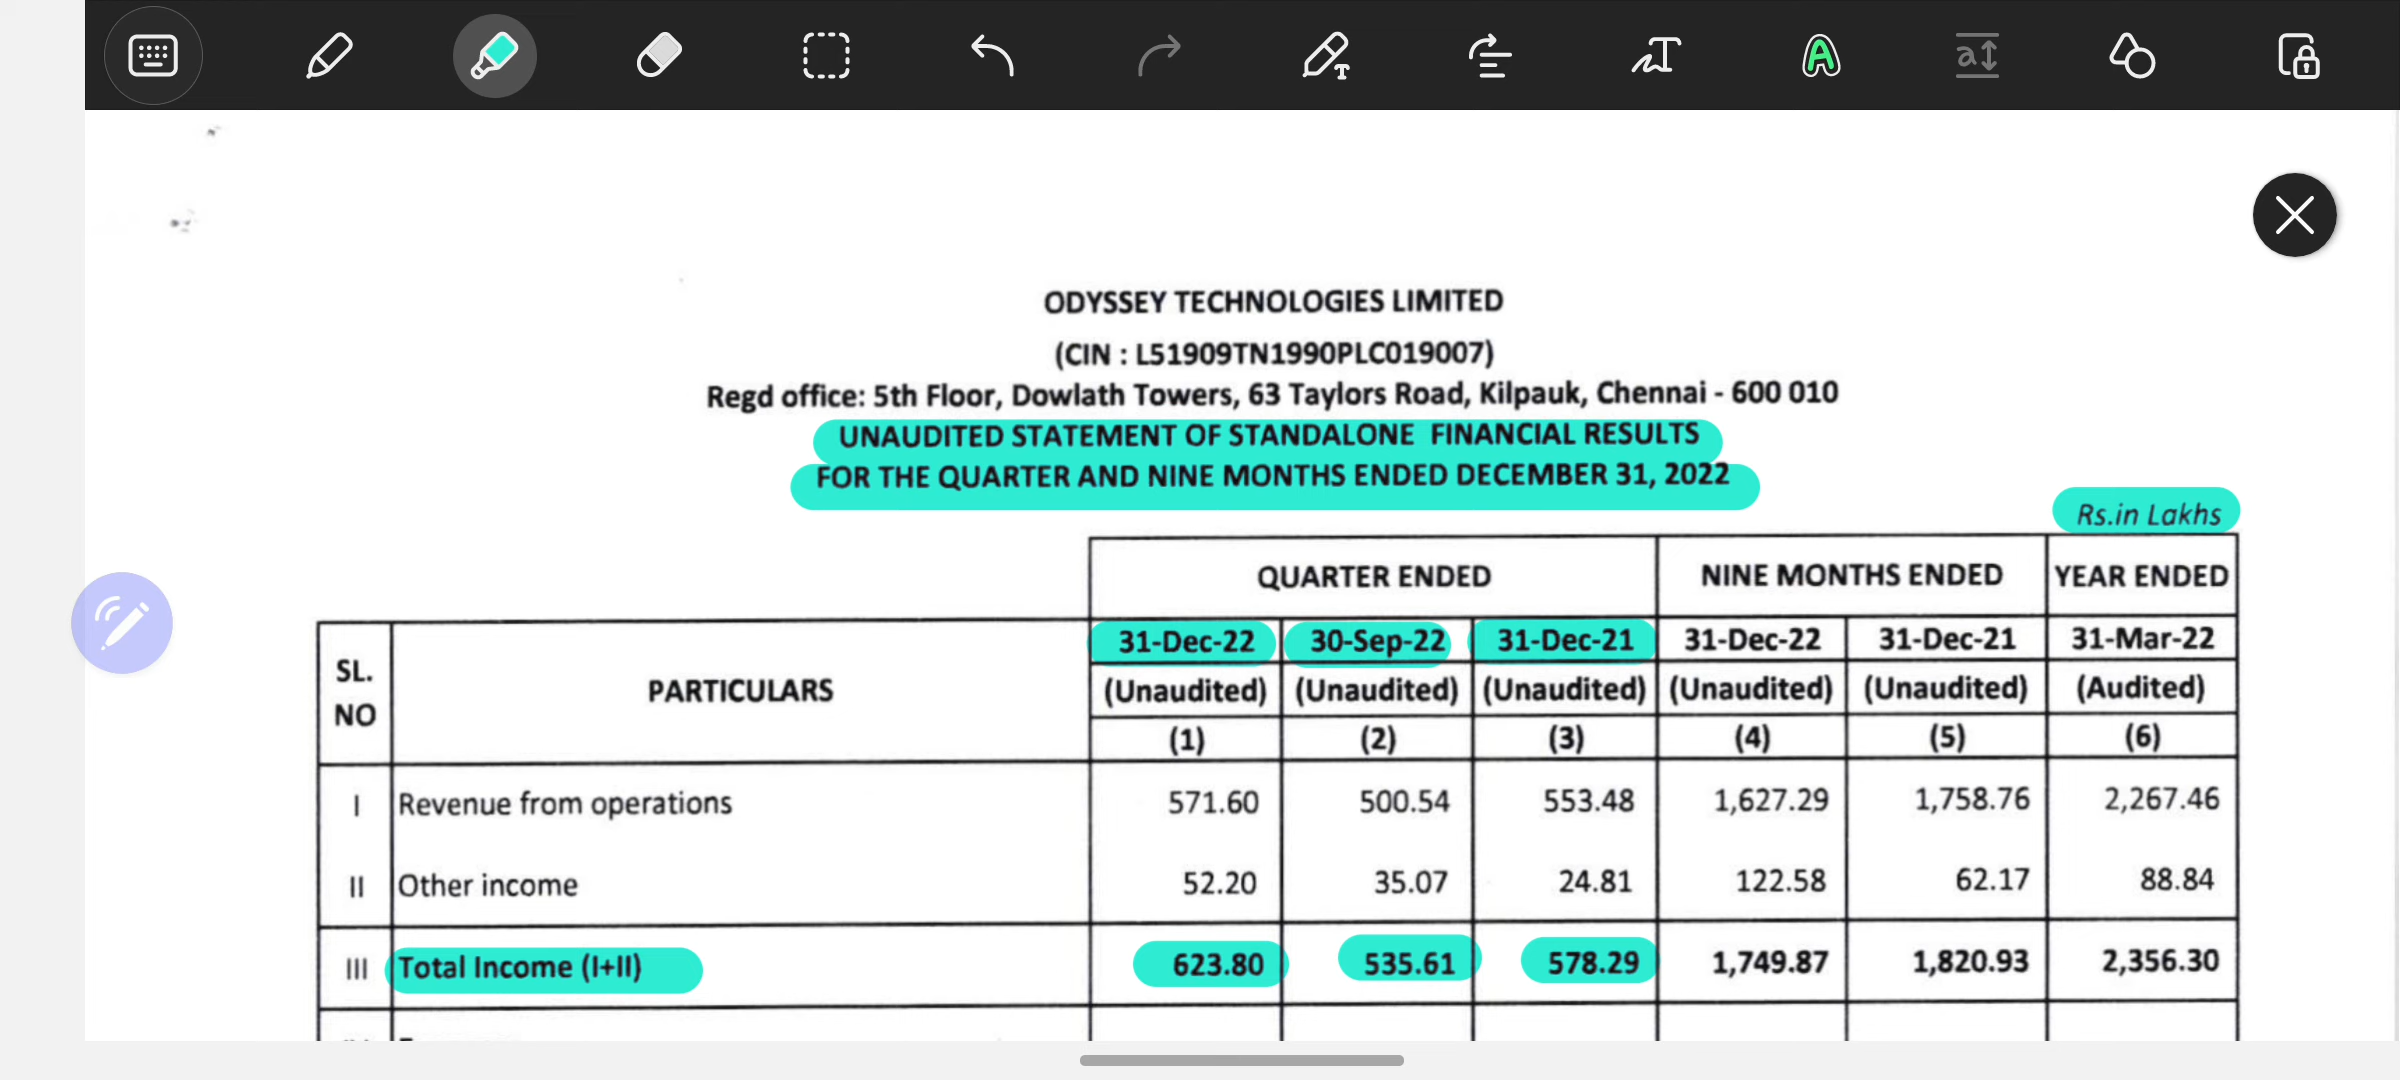 ODYSSEY TECHNOLOGIES LIMITED
(CIN : L51909TN1990PLC019007)
Regd office: 5th Floor, Dowlath Towers, 63 Taylors Road, Kilpauk, Chennai - 600 010
UNAUDITED STATEMENT OF STANDALONE FINANCIAL RESULTS
FOR THE QUARTER AND NINE MONTHS ENDED DECEMBER 31, 2022
Rs.in Lakhs
QUARTER ENDED NINE MONTHS ENDED YEAR ENDED
SL. NO PARTICULARS 31-Dec-22 30-Sep-22 31-Dec-21 31-Dec-22 31-Dec-21 31-Mar-22
(Unaudited) (Unaudited) (Unaudited) (Unaudited) (Unaudited) (Audited)
(1) (2) (3) (4) (5) (6)
I Revenue from operations 571.60 500.54 553.48 1,627.29 1,758.76 2,267.46
II Other income 52.20 35.07 24.81 122.58 62.17 88.84
III Total Income (I+II) 623.80 535.61 578.29 1,749.87 1,820.93 2,356.30